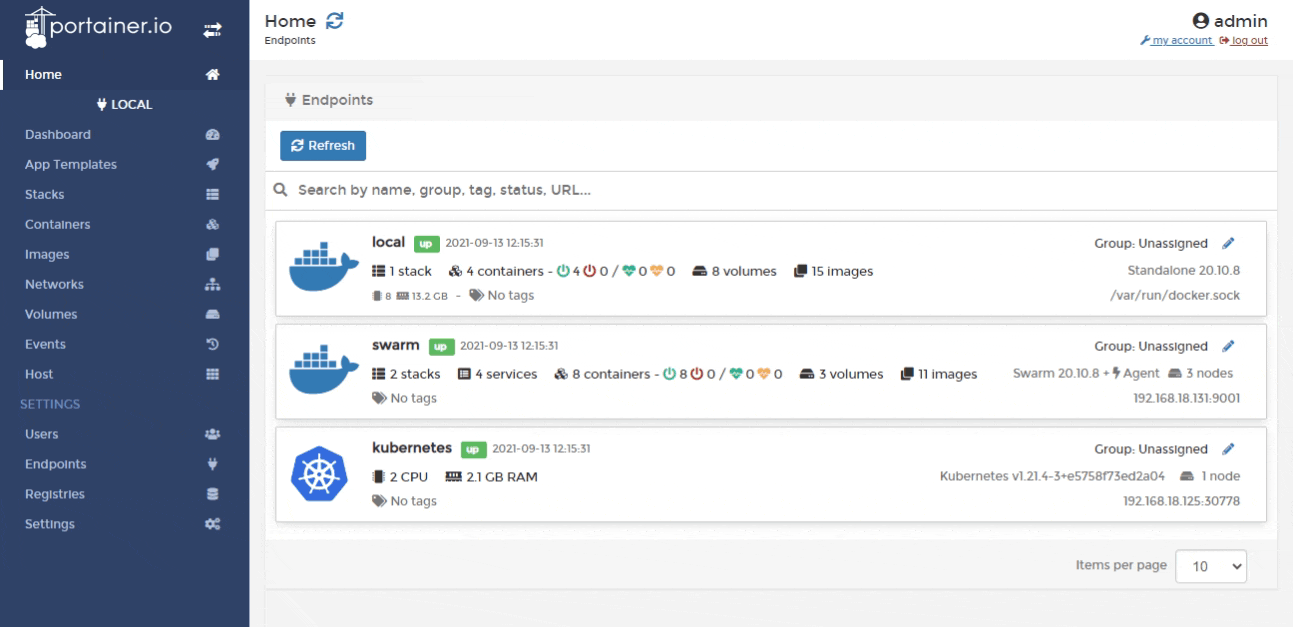 portainer.io
Home
LOCAL
Dashboard
App Templates
Stacks
Containers
Images
Networks
Volumes
Events
Host
SETTINGS
Users
Endpoints
Registries
Settings
Home
Endpoints
admin
my account log out
Endpoints
Refresh
Search by name, group, tag, status, URL...
local up 2021-09-13 12:15:31 Group: Unassigned
1 stack 4 containers - 4 0 / 0 0 8 volumes 15 images Standalone 20.10.8
8 13.2 GB - No tags /var/run/docker.sock
swarm up 2021-09-13 12:15:31 Group: Unassigned
2 stacks 4 services 8 containers - 8 0 / 0 0 3 volumes 11 images Swarm 20.10.8 + Agent 3 nodes
No tags 192.168.18.131:9001
kubernetes up 2021-09-13 12:15:31 Group: Unassigned
2 CPU 2.1 GB RAM Kubernetes v1.21.4-3+e5758f73ed2a04 1 node
No tags 192.168.18.125:30778
Items per page 10